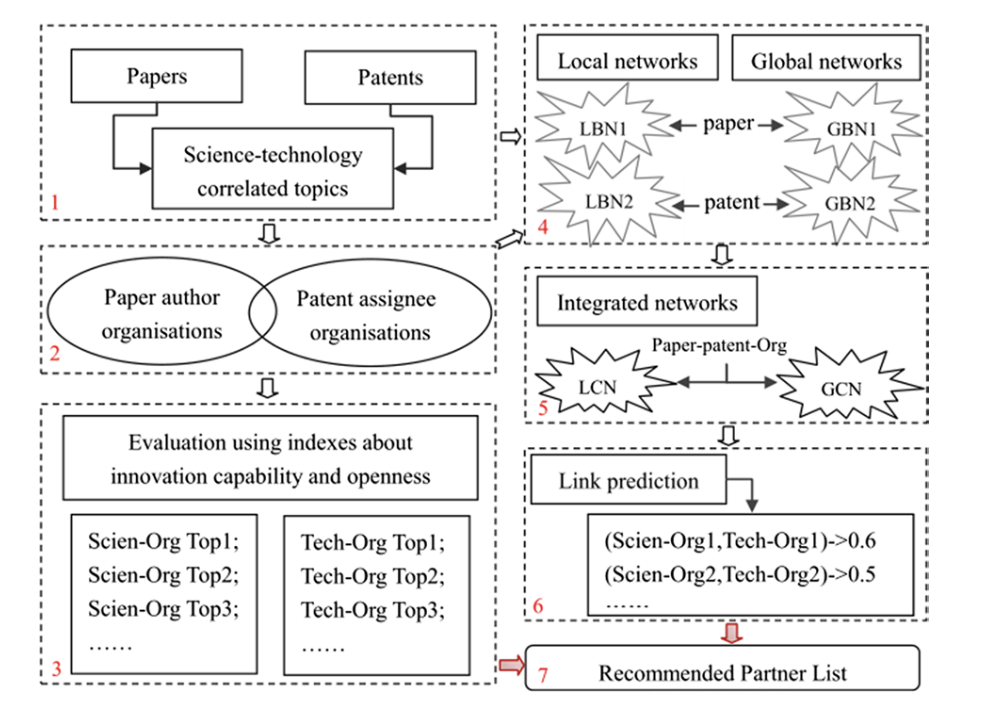 Papers
Patents
Science-technology
correlated topics
1
Paper author
organisations
Patent assignee
organisations
2
Evaluation using indexes about
innovation capability and openness
Scien-Org Top1;
Scien-Org Top2;
Scien-Org Top3;
......
Tech-Org Top1;
Tech-Org Top2;
Tech-Org Top3;
......
3
Local networks
Global networks
LBN1
paper
GBN1
LBN2
patent
GBN2
4
Integrated networks
Paper-patent-Org
LCN
GCN
5
Link prediction
(Scien-Org1,Tech-Org1)->0.6
(Scien-Org2,Tech-Org2)->0.5
......
6
7
Recommended Partner List